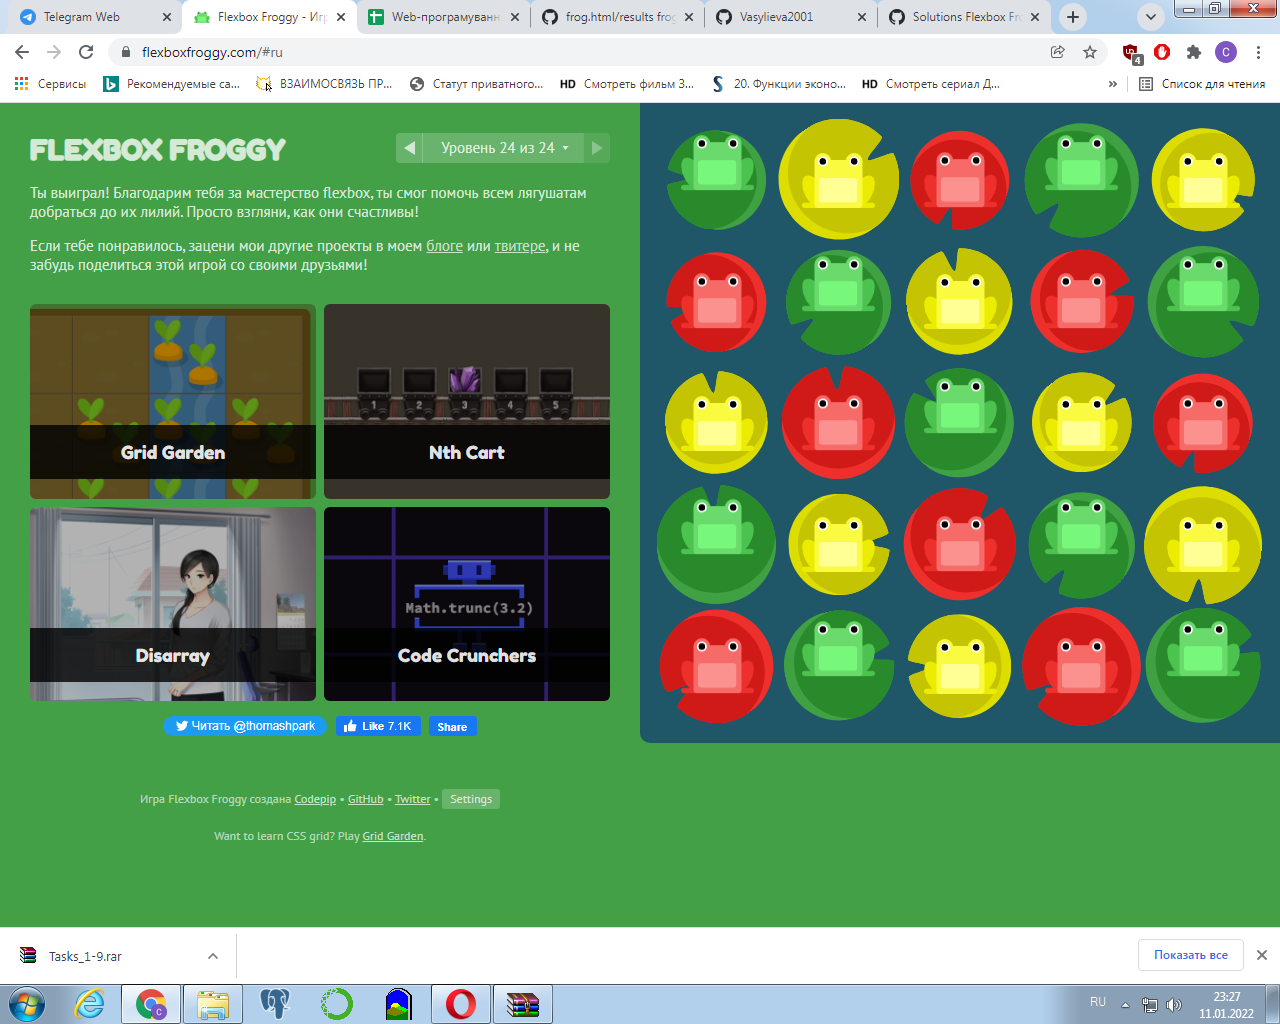 Telegram Web
Flexbox Froggy - Игр
Web-програмуванн
frog.html/results frog
Vasylieva2001
Solutions Flexbox Fro
flexboxfroggy.com/#ru
4
С
Сервисы
Рекомендуемые са...
ВЗАИМОСВЯЗЬ ПР...
Статут приватного...
HD Смотреть фильм З...
20. Функции эконо...
HD Смотреть сериал Д...
»
Список для чтения
FLEXBOX FROGGY
Уровень 24 из 24
Ты выиграл! Благодарим тебя за мастерство flexbox, ты смог помочь всем лягушатам
добраться до их лилий. Просто взгляни, как они счастливы!
Если тебе понравилось, зацени мои другие проекты в моем блоге или твитере, и не
забудь поделиться этой игрой со своими друзьями!
1 2 3 4 5
Grid Garden
Nth Cart
Math.trunc(3.2)
Disarray
Code Crunchers
Читать @thomashpark
Like 7.1K
Share
Игра Flexbox Froggy создана Codepip • GitHub • Twitter • Settings
Want to learn CSS grid? Play Grid Garden.
Tasks_1-9.rar
Показать все
RU
23:27
11.01.2022